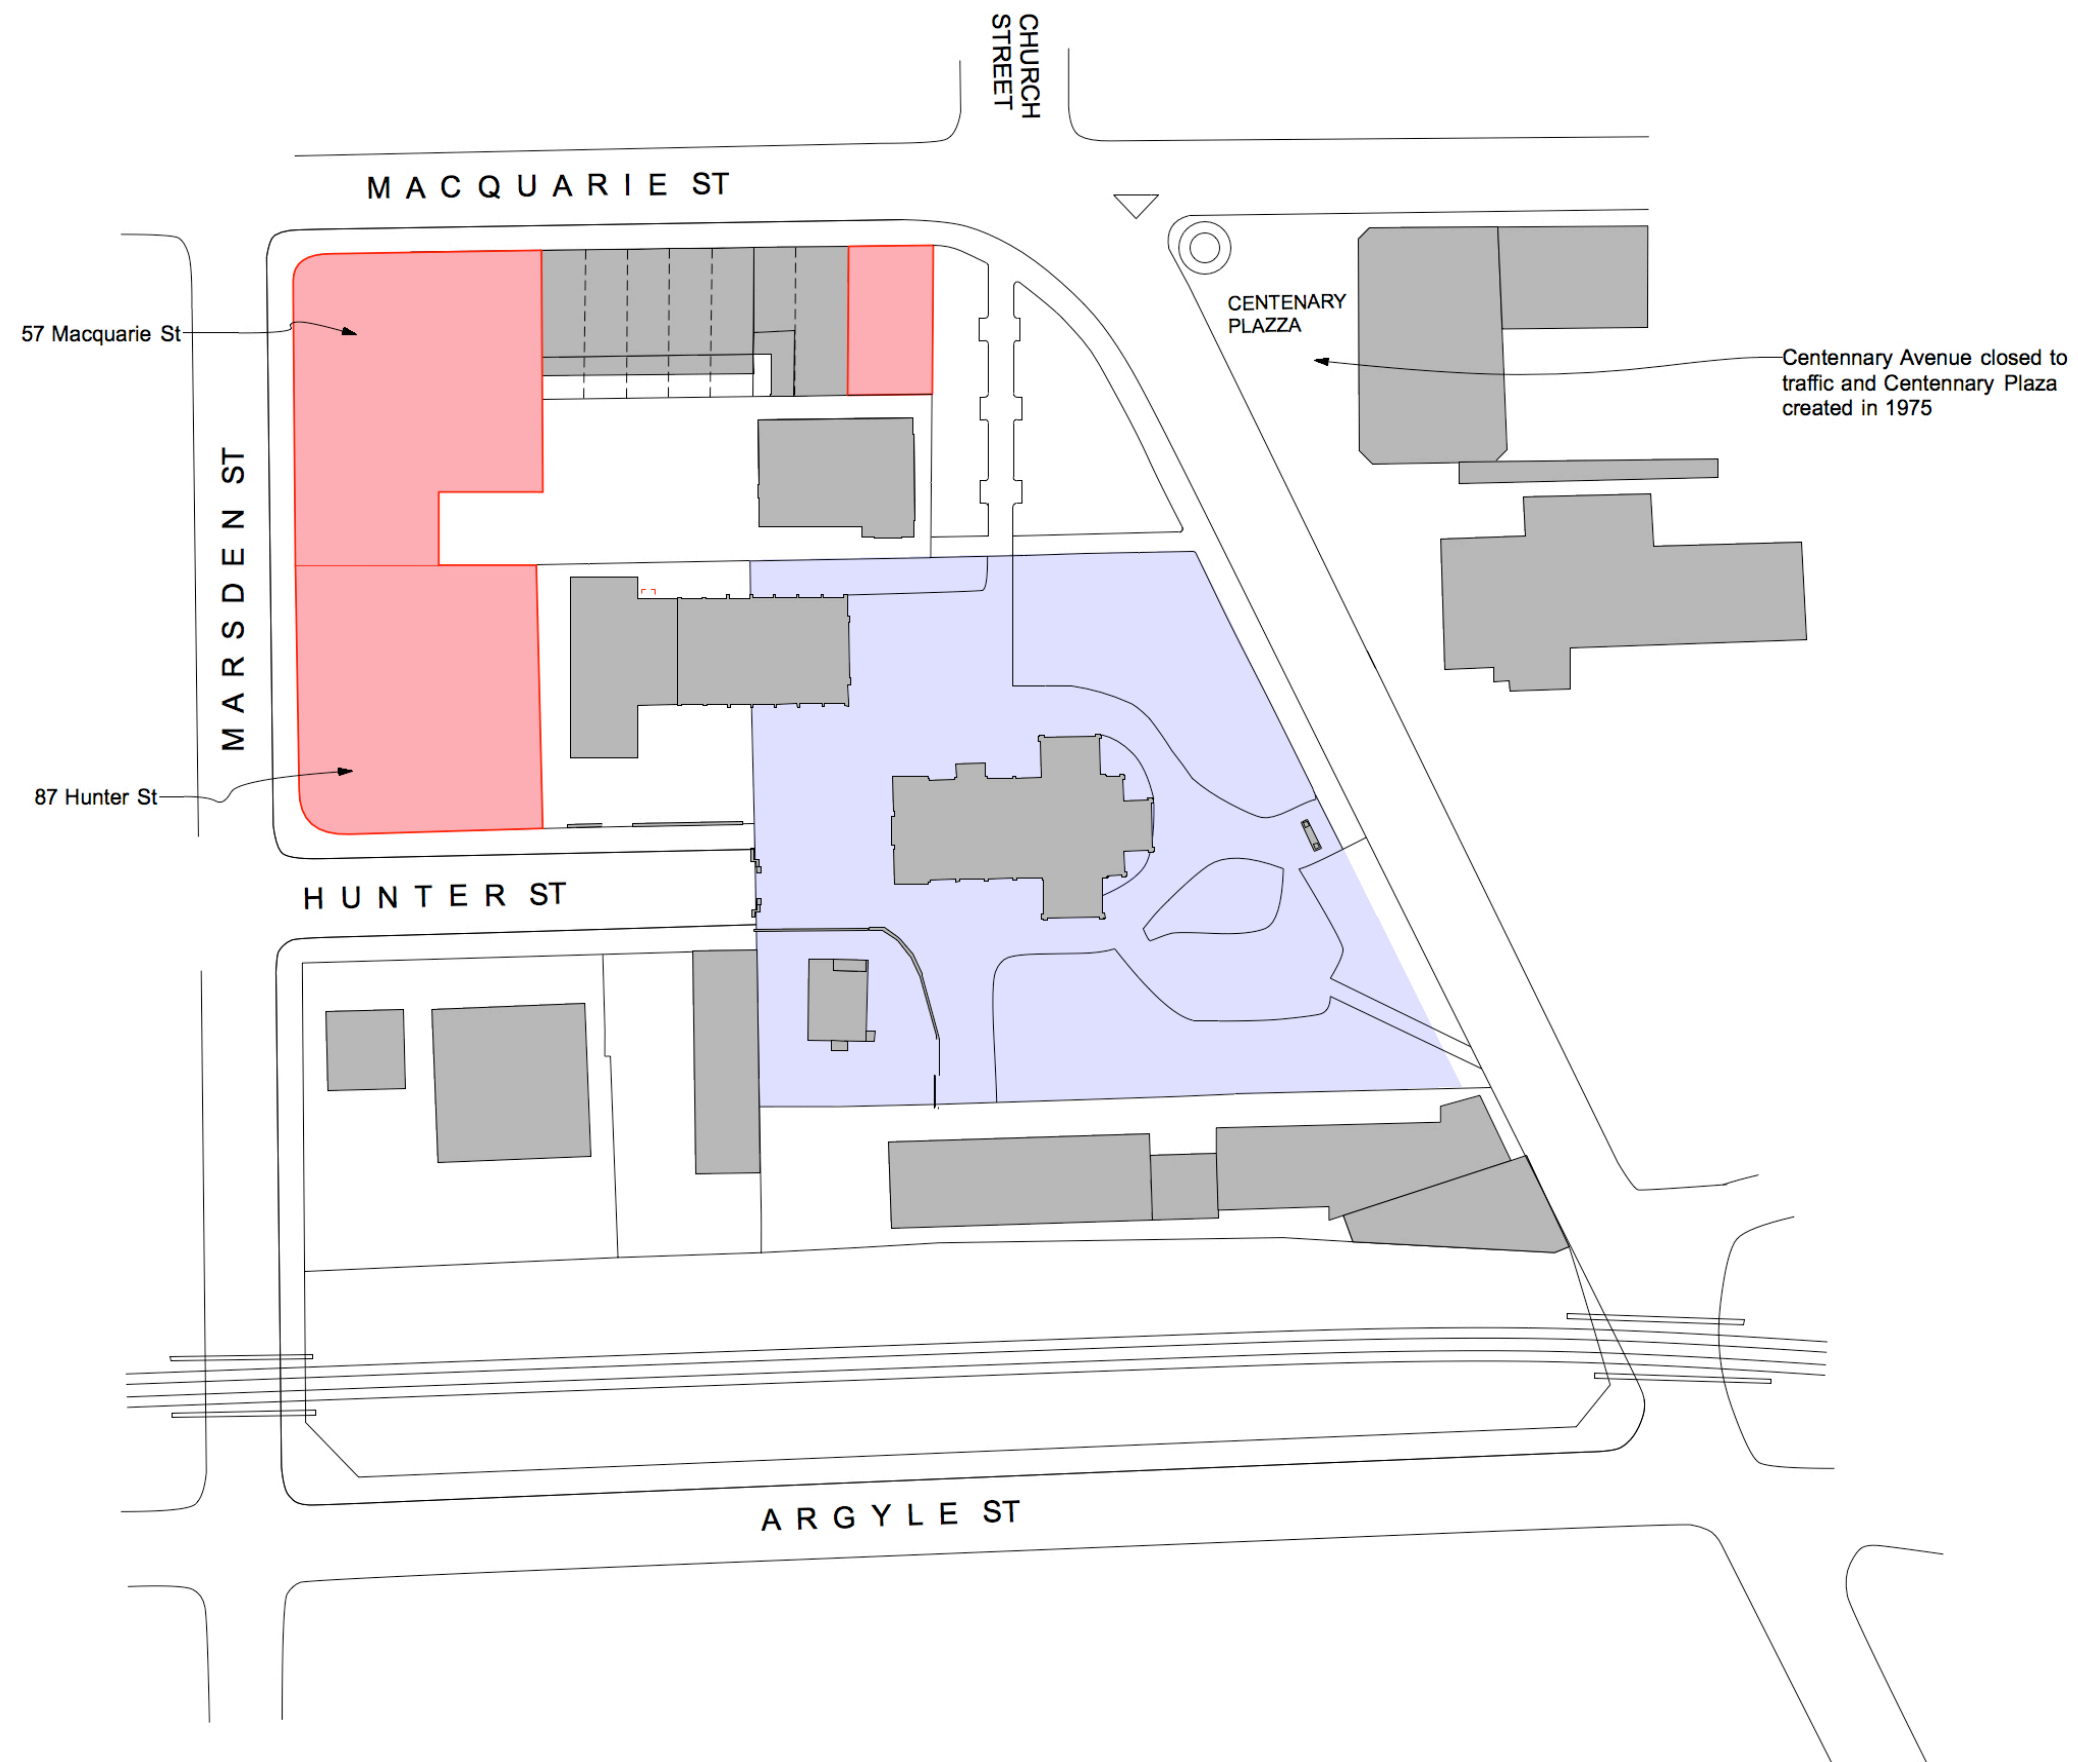 CHURCH
STREET
MACQUARIE ST
CENTENARY
PLAZZA
57 Macquarie St
Centennary Avenue closed to
traffic and Centennary Plaza
created in 1975
MARSDEN ST
87 Hunter St
HUNTER ST
ARGYLE ST